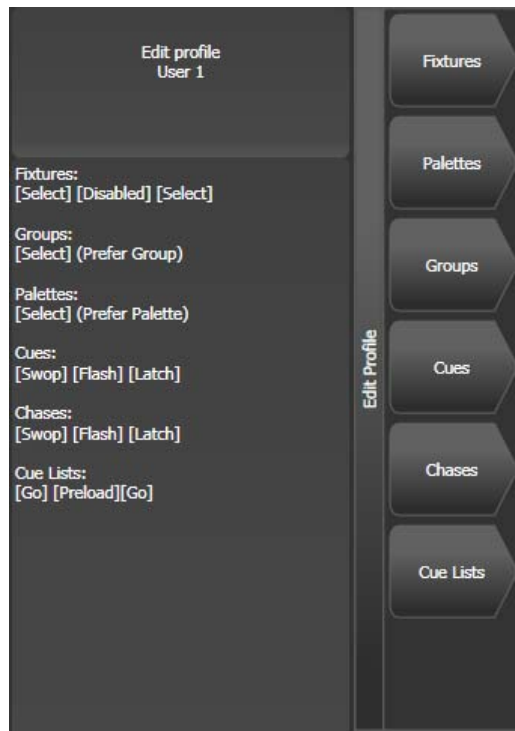 Edit profile
User 1
Fixtures:
[Select] [Disabled] [Select]
Groups:
[Select] (Prefer Group)
Palettes:
[Select] (Prefer Palette)
Cues:
[Swop] [Flash] [Latch]
Chases:
[Swop] [Flash] [Latch]
Cue Lists:
[Go] [Preload][Go]
Edit Profile
Fixtures
Palettes
Groups
Cues
Chases
Cue Lists